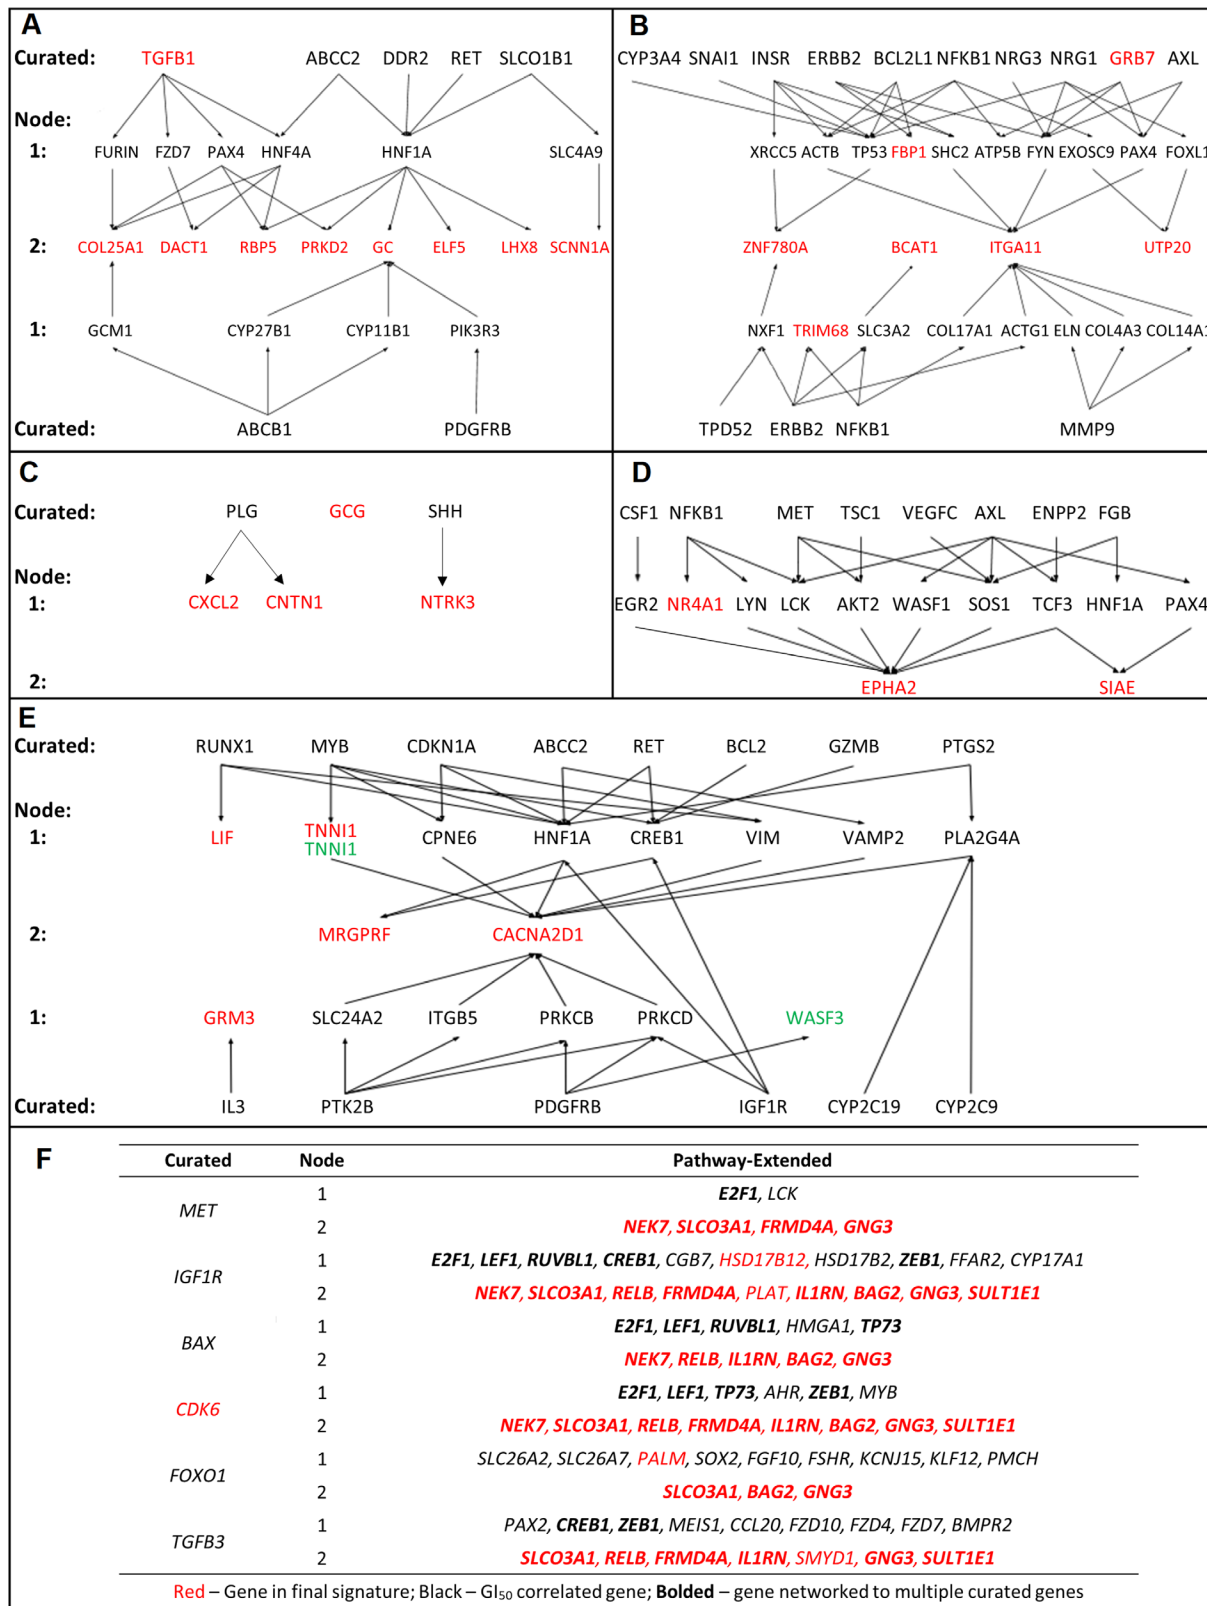 A
Curated: TGFB1 ABCC2 DDR2 RET SLCO1B1
Node:
1: FURIN FZD7 PAX4 HNF4A HNF1A SLC4A9
2: COL25A1 DACT1 RBP5 PRKD2 GC ELF5 LHX8 SCNN1A
1: GCM1 CYP27B1 CYP11B1 PIK3R3
Curated: ABCB1 PDGFRB
B
CYP3A4 SNAI1 INSR ERBB2 BCL2L1 NFKB1 NRG3 NRG1 GRB7 AXL
XRCC5 ACTB TP53 FBP1 SHC2 ATP5B FYN EXOSC9 PAX4 FOXL1
ZNF780A BCAT1 ITGA11 UTP20
NXF1 TRIM68 SLC3A2 COL17A1 ACTG1 ELN COL4A3 COL14A1
TPD52 ERBB2 NFKB1 MMP9
C
Curated: PLG GCG SHH
Node:
1: CXCL2 CNTN1 NTRK3
2:
D
CSF1 NFKB1 MET TSC1 VEGFC AXL ENPP2 FGB
EGR2 NR4A1 LYN LCK AKT2 WASF1 SOS1 TCF3 HNF1A PAX4
EPHA2 SIAE
E
Curated: RUNX1 MYB CDKN1A ABCC2 RET BCL2 GZMB PTGS2
Node:
1: LIF TNNI1 CPNE6 HNF1A CREB1 VIM VAMP2 PLA2G4A
TNNI1
2: MRGPRF CACNA2D1
1: GRM3 SLC24A2 ITGB5 PRKCB PRKCD WASF3
Curated: IL3 PTK2B PDGFRB IGF1R CYP2C19 CYP2C9
F
Curated Node Pathway-Extended
MET
1 E2F1, LCK
2 NEK7, SLCO3A1, FRMD4A, GNG3
IGF1R
1 E2F1, LEF1, RUVBL1, CREB1, CGB7, HSD17B12, HSD17B2, ZEB1, FFAR2, CYP17A1
2 NEK7, SLCO3A1, RELB, FRMD4A, PLAT, IL1RN, BAG2, GNG3, SULT1E1
BAX
1 E2F1, LEF1, RUVBL1, HMGA1, TP73
2 NEK7, RELB, IL1RN, BAG2, GNG3
CDK6
1 E2F1, LEF1, TP73, AHR, ZEB1, MYB
2 NEK7, SLCO3A1, RELB, FRMD4A, IL1RN, BAG2, GNG3, SULT1E1
FOXO1
1 SLC26A2, SLC26A7, PALM, SOX2, FGF10, FSHR, KCNJ15, KLF12, PMCH
2 SLCO3A1, BAG2, GNG3
TGFB3
1 PAX2, CREB1, ZEB1, MEIS1, CCL20, FZD10, FZD4, FZD7, BMPR2
2 SLCO3A1, RELB, FRMD4A, IL1RN, SMYD1, GNG3, SULT1E1
Red – Gene in final signature; Black – GI50 correlated gene; Bolded – gene networked to multiple curated genes